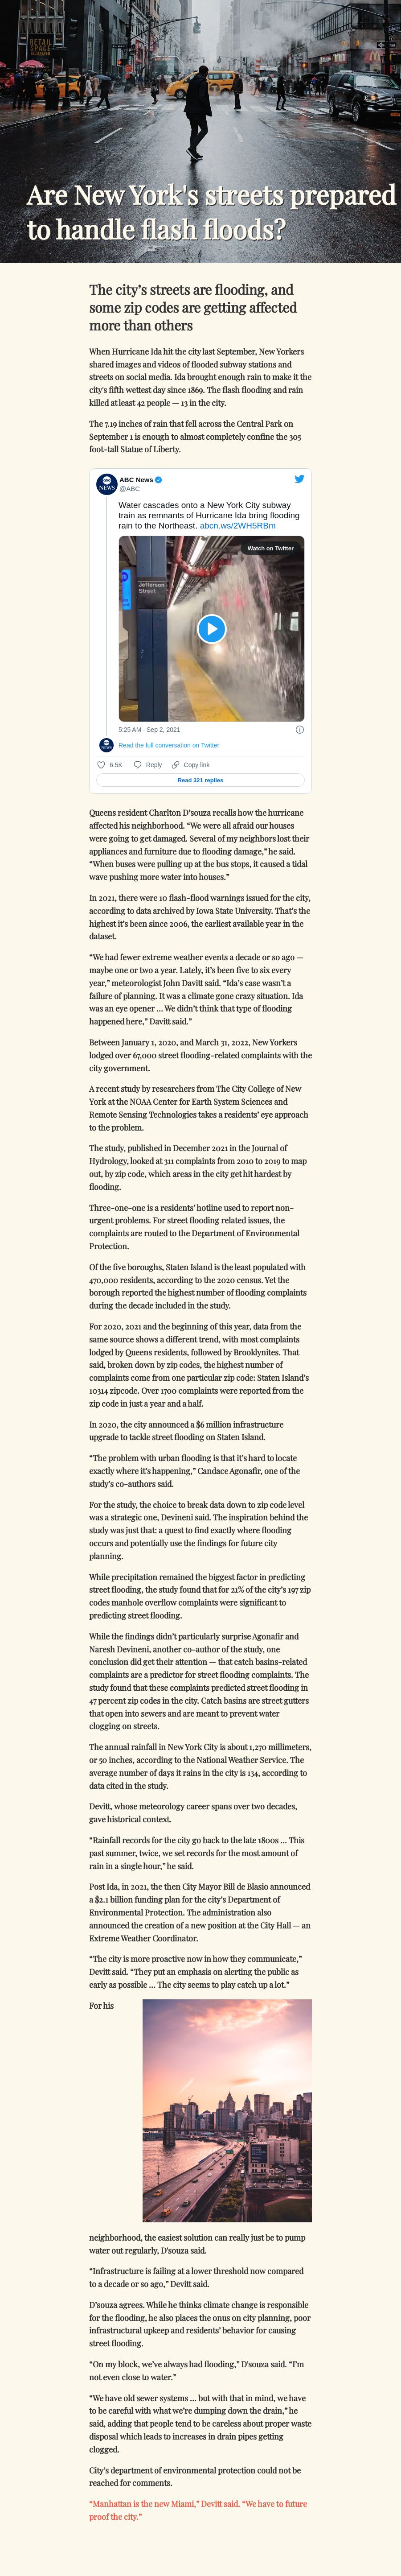 RETAIL
SPACE
Are New York's streets prepared
to handle flash floods?
The city’s streets are flooding, and
some zip codes are getting affected
more than others
When Hurricane Ida hit the city last September, New Yorkers
shared images and videos of flooded subway stations and
streets on social media. Ida brought enough rain to make it the
city's fifth wettest day since 1869. The flash flooding and rain
killed at least 42 people — 13 in the city.
The 7.19 inches of rain that fell across the Central Park on
September 1 is enough to almost completely confine the 305
foot-tall Statue of Liberty.
ABC News
@ABC
Water cascades onto a New York City subway
train as remnants of Hurricane Ida bring flooding
rain to the Northeast. abcn.ws/2WH5RBm
Watch on Twitter
Jefferson
Street
5:25 AM · Sep 2, 2021
Read the full conversation on Twitter
6.5K Reply Copy link
Read 321 replies
Queens resident Charlton D’souza recalls how the hurricane
affected his neighborhood. “We were all afraid our houses
were going to get damaged. Several of my neighbors lost their
appliances and furniture due to flooding damage,” he said.
“When buses were pulling up at the bus stops, it caused a tidal
wave pushing more water into houses.”
In 2021, there were 10 flash-flood warnings issued for the city,
according to data archived by Iowa State University. That’s the
highest it's been since 2006, the earliest available year in the
dataset.
“We had fewer extreme weather events a decade or so ago —
maybe one or two a year. Lately, it’s been five to six every
year,” meteorologist John Davitt said. “Ida’s case wasn’t a
failure of planning. It was a climate gone crazy situation. Ida
was an eye opener ... We didn’t think that type of flooding
happened here,” Davitt said.”
Between January 1, 2020, and March 31, 2022, New Yorkers
lodged over 67,000 street flooding-related complaints with the
city government.
A recent study by researchers from The City College of New
York at the NOAA Center for Earth System Sciences and
Remote Sensing Technologies takes a residents’ eye approach
to the problem.
The study, published in December 2021 in the Journal of
Hydrology, looked at 311 complaints from 2010 to 2019 to map
out, by zip code, which areas in the city get hit hardest by
flooding.
Three-one-one is a residents’ hotline used to report non-
urgent problems. For street flooding related issues, the
complaints are routed to the Department of Environmental
Protection.
Of the five boroughs, Staten Island is the least populated with
470,000 residents, according to the 2020 census. Yet the
borough reported the highest number of flooding complaints
during the decade included in the study.
For 2020, 2021 and the beginning of this year, data from the
same source shows a different trend, with most complaints
lodged by Queens residents, followed by Brooklynites. That
said, broken down by zip codes, the highest number of
complaints come from one particular zip code: Staten Island’s
10314 zipcode. Over 1700 complaints were reported from the
zip code in just a year and a half.
In 2020, the city announced a $6 million infrastructure
upgrade to tackle street flooding on Staten Island.
“The problem with urban flooding is that it’s hard to locate
exactly where it’s happening,” Candace Agonafir, one of the
study’s co-authors said.
For the study, the choice to break data down to zip code level
was a strategic one, Devineni said. The inspiration behind the
study was just that: a quest to find exactly where flooding
occurs and potentially use the findings for future city
planning.
While precipitation remained the biggest factor in predicting
street flooding, the study found that for 21% of the city’s 197 zip
codes manhole overflow complaints were significant to
predicting street flooding.
While the findings didn’t particularly surprise Agonafir and
Naresh Devineni, another co-author of the study, one
conclusion did get their attention — that catch basins-related
complaints are a predictor for street flooding complaints. The
study found that these complaints predicted street flooding in
47 percent zip codes in the city. Catch basins are street gutters
that open into sewers and are meant to prevent water
clogging on streets.
The annual rainfall in New York City is about 1,270 millimeters,
or 50 inches, according to the National Weather Service. The
average number of days it rains in the city is 134, according to
data cited in the study.
Devitt, whose meteorology career spans over two decades,
gave historical context.
“Rainfall records for the city go back to the late 1800s ... This
past summer, twice, we set records for the most amount of
rain in a single hour,” he said.
Post Ida, in 2021, the then City Mayor Bill de Blasio announced
a $2.1 billion funding plan for the city’s Department of
Environmental Protection. The administration also
announced the creation of a new position at the City Hall — an
Extreme Weather Coordinator.
“The city is more proactive now in how they communicate,”
Devitt said. “They put an emphasis on alerting the public as
early as possible ... The city seems to play catch up a lot.”
For his
neighborhood, the easiest solution can really just be to pump
water out regularly, D'souza said.
“Infrastructure is failing at a lower threshold now compared
to a decade or so ago,” Devitt said.
D’souza agrees. While he thinks climate change is responsible
for the flooding, he also places the onus on city planning, poor
infrastructural upkeep and residents’ behavior for causing
street flooding.
“On my block, we’ve always had flooding,” D'souza said. “I’m
not even close to water.”
“We have old sewer systems ... but with that in mind, we have
to be careful with what we’re dumping down the drain,” he
said, adding that people tend to be careless about proper waste
disposal which leads to increases in drain pipes getting
clogged.
City’s department of environmental protection could not be
reached for comments.
“Manhattan is the new Miami,” Devitt said. “We have to future
proof the city.”